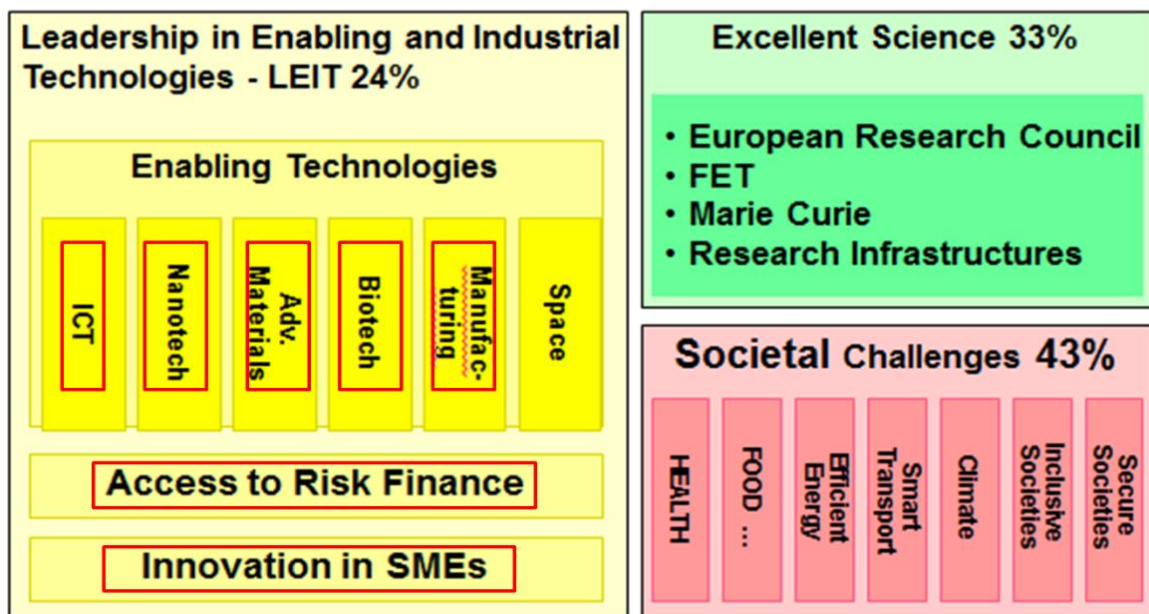 Leadership in Enabling and Industrial
Technologies - LEIT 24%
Enabling Technologies
ICT
Nanotech
Adv.
Materials
Biotech
Manufac-
turing
Space
Access to Risk Finance
Innovation in SMEs
Excellent Science 33%
• European Research Council
• FET
• Marie Curie
• Research Infrastructures
Societal Challenges 43%
HEALTH
FOOD ...
Efficient
Energy
Smart
Transport
Climate
Inclusive
Societies
Secure
Societies